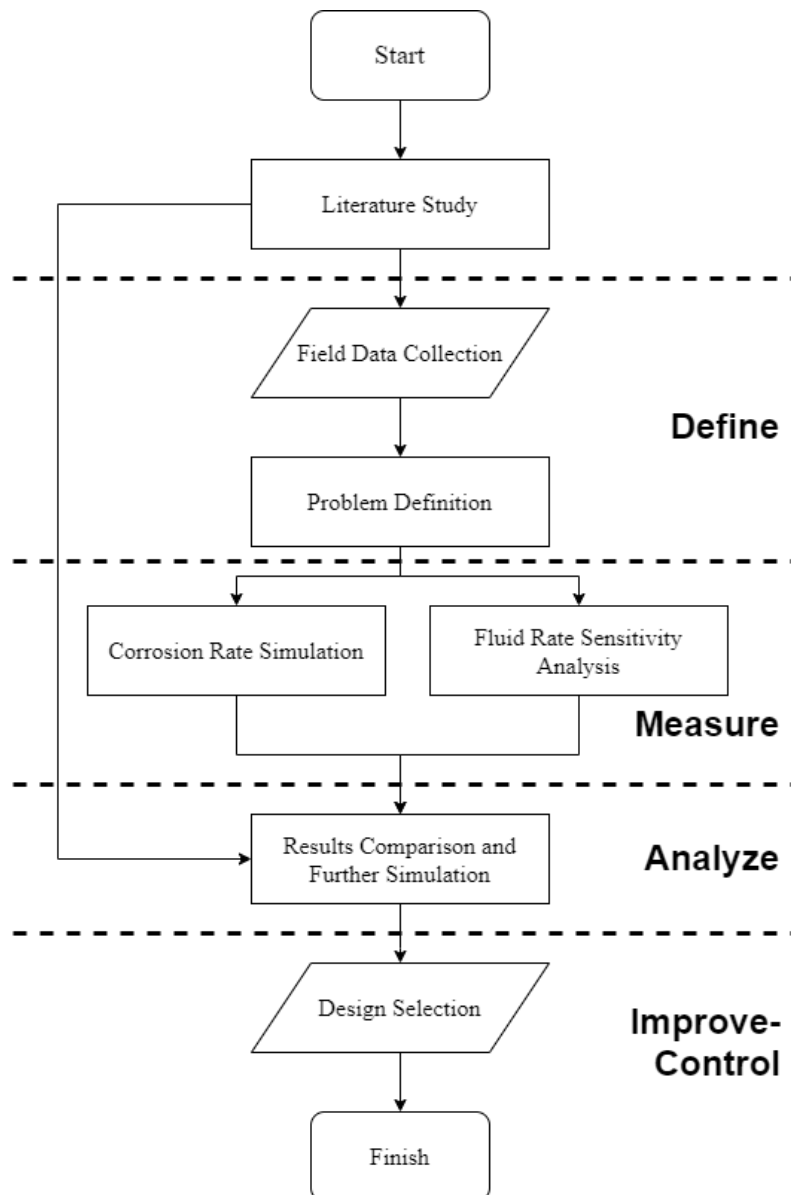 Start
Literature Study
Field Data Collection
Define
Problem Definition
Corrosion Rate Simulation
Fluid Rate Sensitivity
Analysis
Measure
Results Comparison and
Further Simulation
Analyze
Design Selection
Improve-
Control
Finish